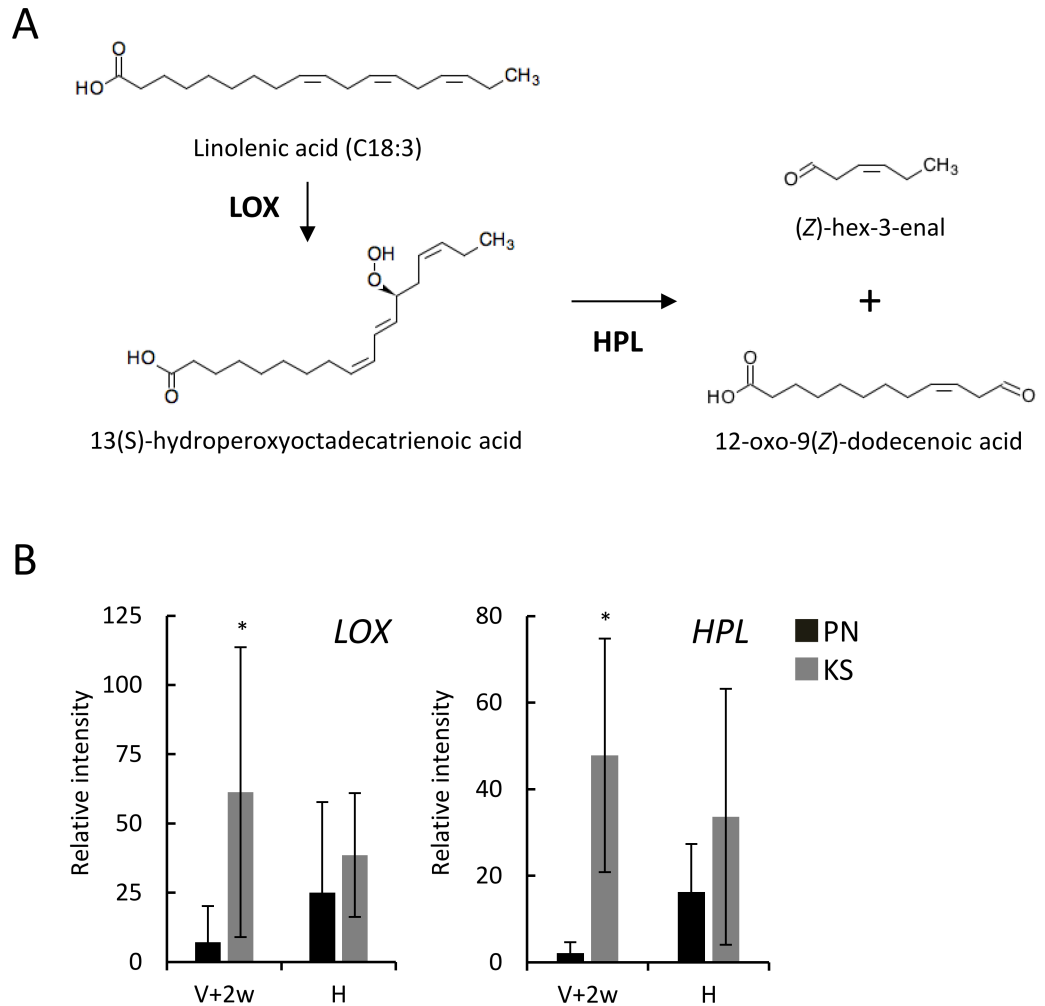 A
O
HO
CH3
Linolenic acid (C18:3)
LOX
OH
O
CH3
HO
O
13(S)-hydroperoxyoctadecatrienoic acid
HPL
O
CH3
(Z)-hex-3-enal
+
O
HO
O
12-oxo-9(Z)-dodecenoic acid
B
Relative intensity
125
100
75
50
25
0
*
LOX
V+2w
H
Relative intensity
80
60
40
20
0
*
HPL
V+2w
H
PN
KS